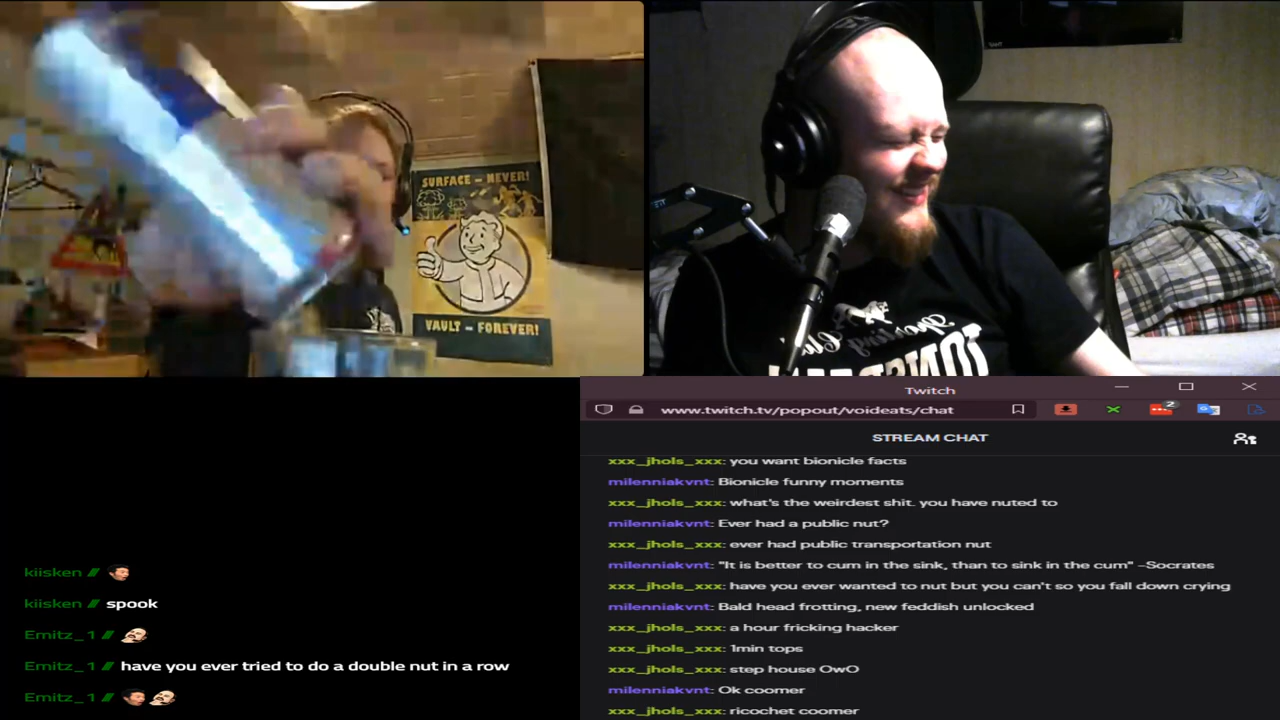 SURFACE – NEVER!
VAULT – FOREVER!
Sporting Club
Twitch
www.twitch.tv/popout/voideats/chat
2
STREAM CHAT
xxx_jhols_xxx: you want bionicle facts
milenniakvnt: Bionicle funny moments
xxx_jhols_xxx: what's the weirdest shit. you have nuted to
milenniakvnt: Ever had a public nut?
xxx_jhols_xxx: ever had public transportation nut
milenniakvnt: "It is better to cum in the sink, than to sink in the cum" –Socrates
xxx_jhols_xxx: have you ever wanted to nut but you can't so you fall down crying
milenniakvnt: Bald head frotting, new feddish unlocked
xxx_jhols_xxx: a hour fricking hacker
xxx_jhols_xxx: 1min tops
xxx_jhols_xxx: step house OwO
milenniakvnt: Ok coomer
xxx_jhols_xxx: ricochet coomer
kiisken //
kiisken // spook
Emitz_1 //
Emitz_1 // have you ever tried to do a double nut in a row
Emitz_1 //